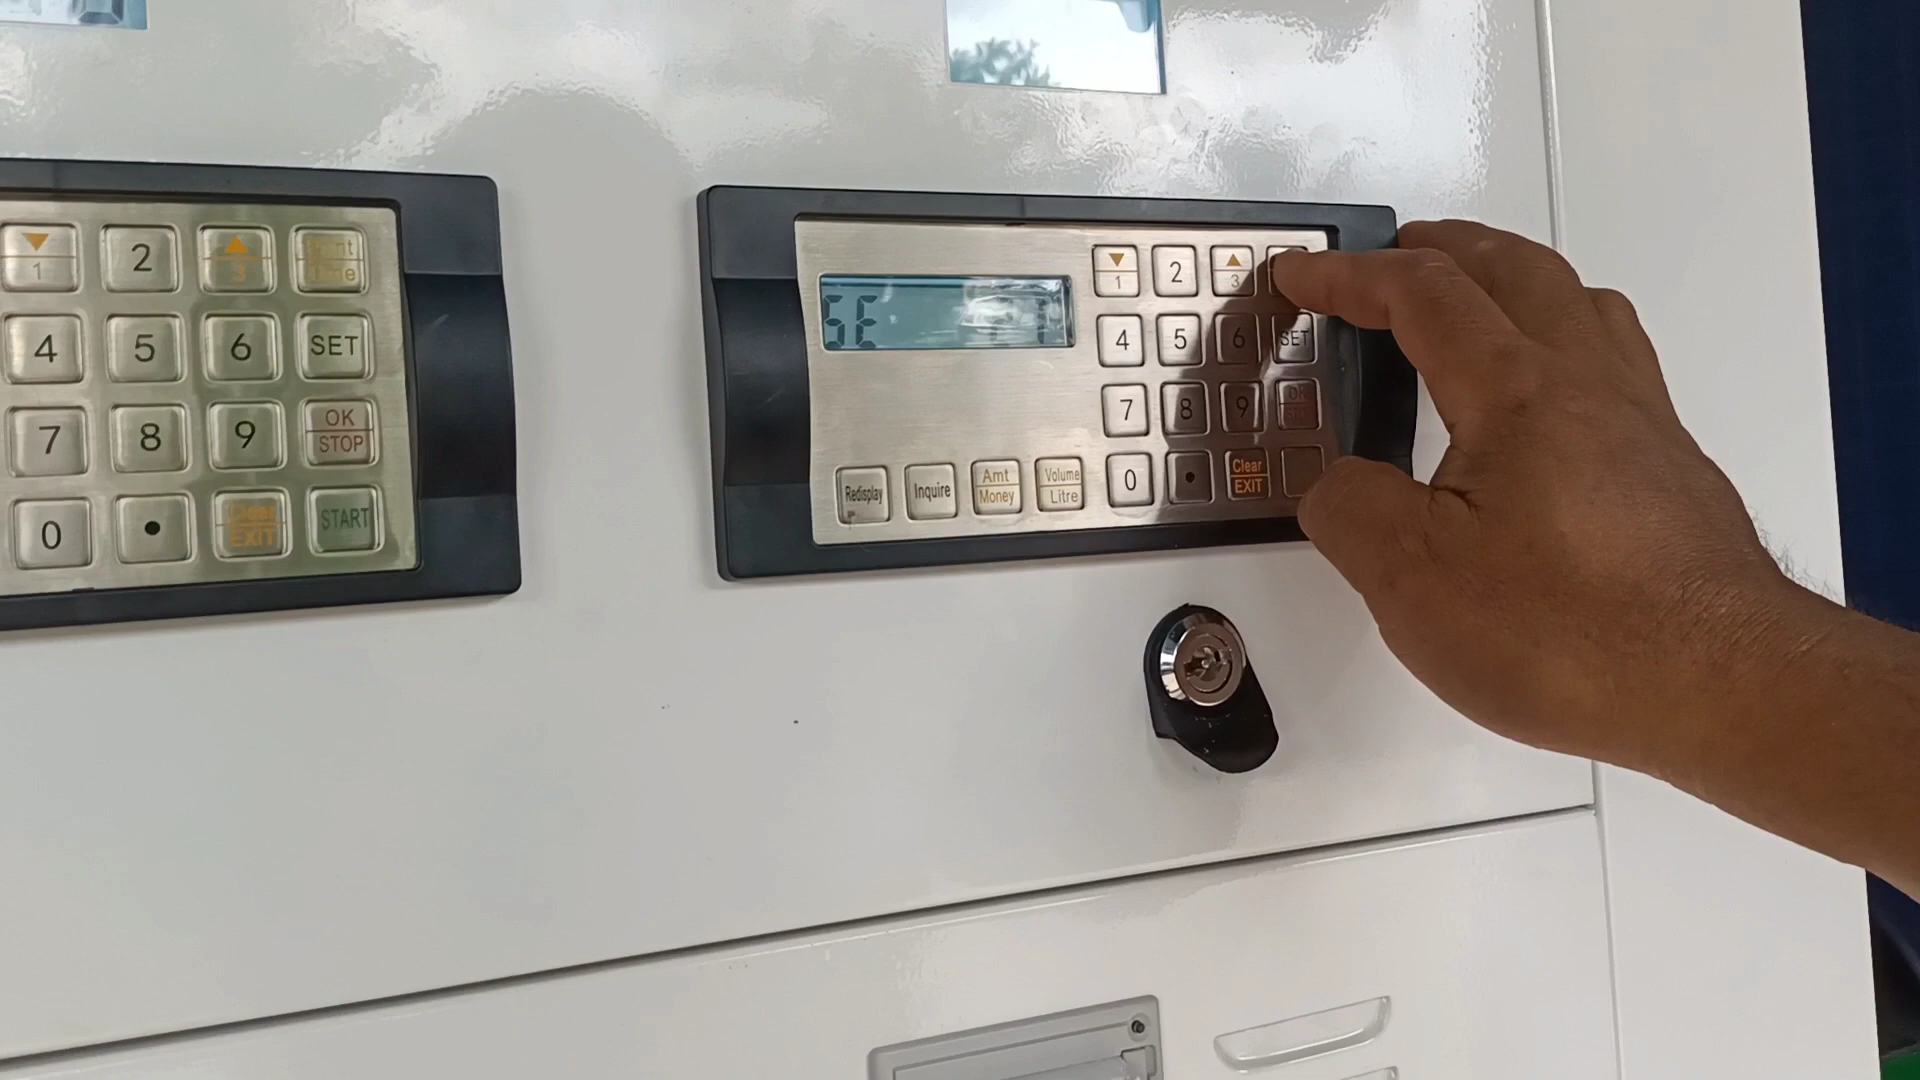 1 2 3 Print
Time
4 5 6 SET
7 8 9 OK
STOP
0 • Clear
EXIT START
GE
1 2 3
4 5 6 SET
7 8 9 OK
STOP
Redisplay Inquire Amt
Money Volume
Litre 0 • Clear
EXIT